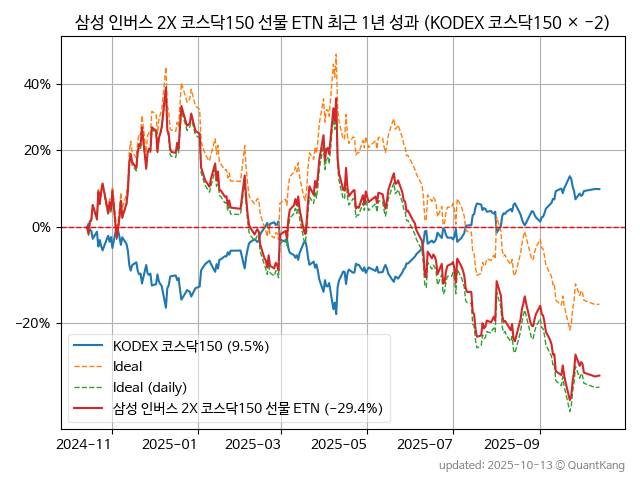 삼성 인버스 2X 코스닥150 선물 ETN 최근 1년 성과 (KODEX 코스닥150 × −2)
40%
20%
0%
−20%
KODEX 코스닥150 (9.5%)
Ideal
Ideal (daily)
삼성 인버스 2X 코스닥150 선물 ETN (−29.4%)
2024-11 2025-01 2025-03 2025-05 2025-07 2025-09
updated: 2025-10-13 © QuantKang